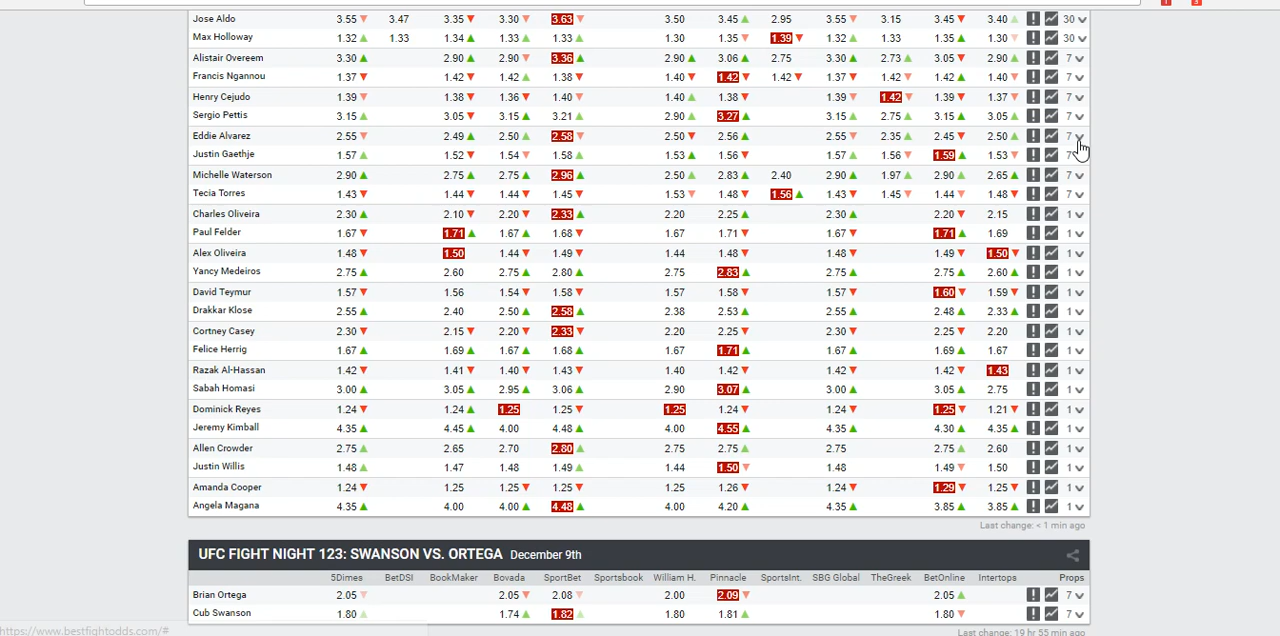 Jose Aldo 3.55 3.47 3.35 3.30 3.63 3.50 3.45 2.95 3.55 3.15 3.45 3.40 30
Max Holloway 1.32 1.33 1.34 1.33 1.33 1.30 1.35 1.39 1.32 1.33 1.35 1.30 30
Alistair Overeem 3.30 2.90 2.90 3.36 2.90 3.06 2.75 3.30 2.73 3.05 2.90 7
Francis Ngannou 1.37 1.42 1.42 1.38 1.40 1.42 1.42 1.37 1.42 1.42 1.40 7
Henry Cejudo 1.39 1.38 1.36 1.40 1.40 1.38 1.39 1.42 1.39 1.37 7
Sergio Pettis 3.15 3.05 3.15 3.21 2.90 3.27 3.15 2.75 3.15 3.05 7
Eddie Alvarez 2.55 2.49 2.50 2.58 2.50 2.56 2.55 2.35 2.45 2.50 7
Justin Gaethje 1.57 1.52 1.54 1.58 1.53 1.56 1.57 1.56 1.59 1.53 7
Michelle Waterson 2.90 2.75 2.75 2.96 2.50 2.83 2.40 2.90 1.97 2.90 2.65 7
Tecia Torres 1.43 1.44 1.44 1.45 1.53 1.48 1.56 1.43 1.45 1.44 1.48 7
Charles Oliveira 2.30 2.10 2.20 2.33 2.20 2.25 2.30 2.20 2.15 1
Paul Felder 1.67 1.71 1.67 1.68 1.67 1.71 1.67 1.71 1.69 1
Alex Oliveira 1.48 1.50 1.44 1.49 1.44 1.48 1.48 1.49 1.50 1
Yancy Medeiros 2.75 2.60 2.75 2.80 2.75 2.83 2.75 2.75 2.60 1
David Teymur 1.57 1.56 1.54 1.58 1.57 1.58 1.57 1.60 1.59 1
Drakkar Klose 2.55 2.40 2.50 2.58 2.38 2.53 2.55 2.48 2.33 1
Cortney Casey 2.30 2.15 2.20 2.33 2.20 2.25 2.30 2.25 2.20 1
Felice Herrig 1.67 1.69 1.67 1.68 1.67 1.71 1.67 1.69 1.67 1
Razak Al-Hassan 1.42 1.41 1.40 1.43 1.40 1.42 1.42 1.42 1.43 1
Sabah Homasi 3.00 3.05 2.95 3.06 2.90 3.07 3.00 3.05 2.75 1
Dominick Reyes 1.24 1.24 1.25 1.25 1.25 1.24 1.24 1.25 1.21 1
Jeremy Kimball 4.35 4.45 4.00 4.48 4.00 4.55 4.35 4.30 4.35 1
Allen Crowder 2.75 2.65 2.70 2.80 2.75 2.75 2.75 2.75 2.60 1
Justin Willis 1.48 1.47 1.48 1.49 1.44 1.50 1.48 1.49 1.50 1
Amanda Cooper 1.24 1.25 1.25 1.25 1.25 1.26 1.24 1.29 1.25 1
Angela Magana 4.35 4.00 4.00 4.48 4.00 4.20 4.35 3.85 3.85 1
Last change: < 1 min ago
UFC FIGHT NIGHT 123: SWANSON VS. ORTEGA December 9th
5Dimes BetDSI BookMaker Bovada SportBet Sportsbook William H. Pinnacle SportsInt. SBG Global TheGreek BetOnline Intertops Props
Brian Ortega 2.05 2.05 2.08 2.00 2.09 2.05 7
Cub Swanson 1.80 1.74 1.82 1.80 1.81 1.80 7
https://www.bestfightodds.com/#
Last change: 19 hr 55 min ago